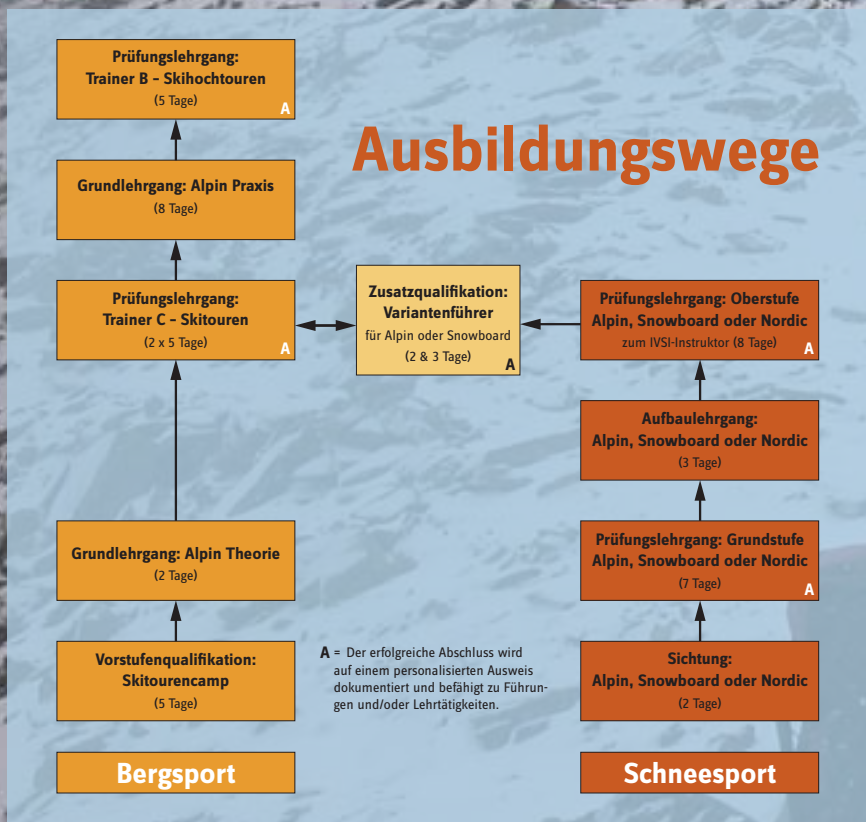 Ausbildungswege
Prüfungslehrgang:
Trainer B – Skihochtouren
(5 Tage)
A
Grundlehrgang: Alpin Praxis
(8 Tage)
Prüfungslehrgang:
Trainer C – Skitouren
(2 x 5 Tage)
A
Grundlehrgang: Alpin Theorie
(2 Tage)
Vorstufenqualifikation:
Skitourencamp
(5 Tage)
Bergsport
Zusatzqualifikation:
Variantenführer
für Alpin oder Snowboard
(2 & 3 Tage)
A
A = Der erfolgreiche Abschluss wird
auf einem personalisierten Ausweis
dokumentiert und befähigt zu Führun-
gen und/oder Lehrtätigkeiten.
Prüfungslehrgang: Oberstufe
Alpin, Snowboard oder Nordic
zum IVSI-Instruktor (8 Tage)
A
Aufbaulehrgang:
Alpin, Snowboard oder Nordic
(3 Tage)
Prüfungslehrgang: Grundstufe
Alpin, Snowboard oder Nordic
(7 Tage)
A
Sichtung:
Alpin, Snowboard oder Nordic
(2 Tage)
Schneesport